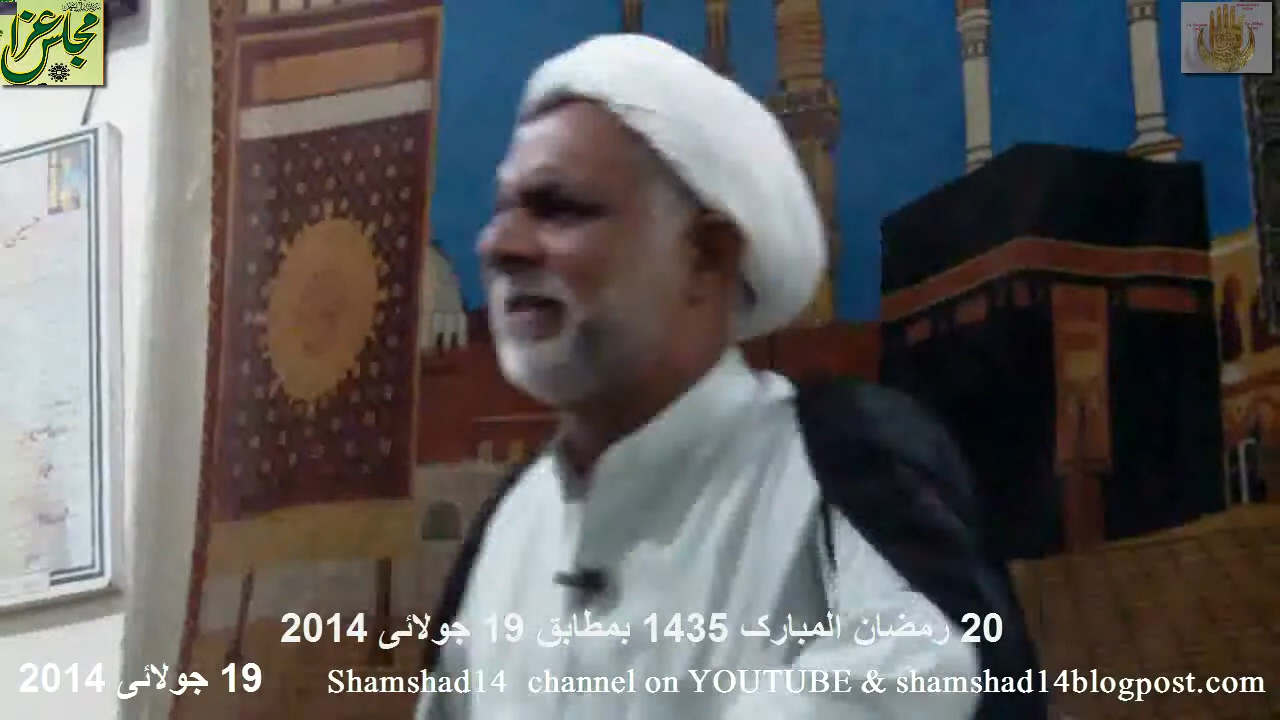 مجالس عزا
20 رمضان المبارک 1435 بمطابق 19 جولائی 2014
19 جولائی 2014
Shamshad14 channel on YOUTUBE & shamshad14blogpost.com